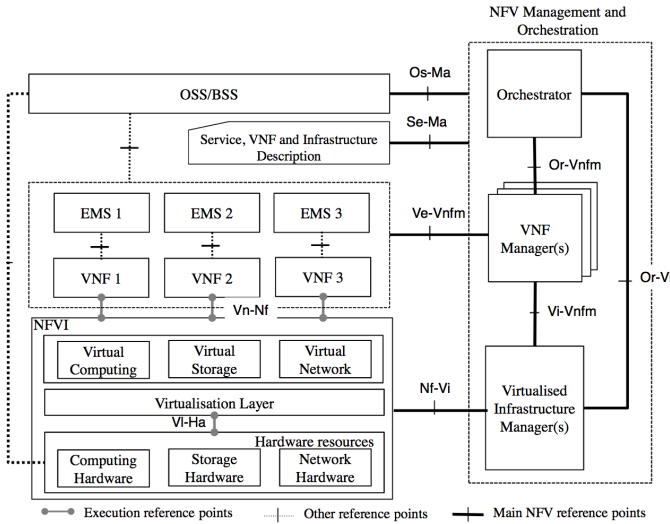 NFV Management and
Orchestration
Os-Ma
OSS/BSS
Orchestrator
Se-Ma
Service, VNF and Infrastructure
Description
Or-Vnfm
EMS 1
EMS 2
EMS 3
Ve-Vnfm
VNF
Manager(s)
VNF 1
VNF 2
VNF 3
Or-Vi
Vn-Nf
NFVI
Vi-Vnfm
Virtual
Computing
Virtual
Storage
Virtual
Network
Nf-Vi
Virtualised
Infrastructure
Manager(s)
Virtualisation Layer
Vl-Ha
Hardware resources
Computing
Hardware
Storage
Hardware
Network
Hardware
Execution reference points
Other reference points
Main NFV reference points